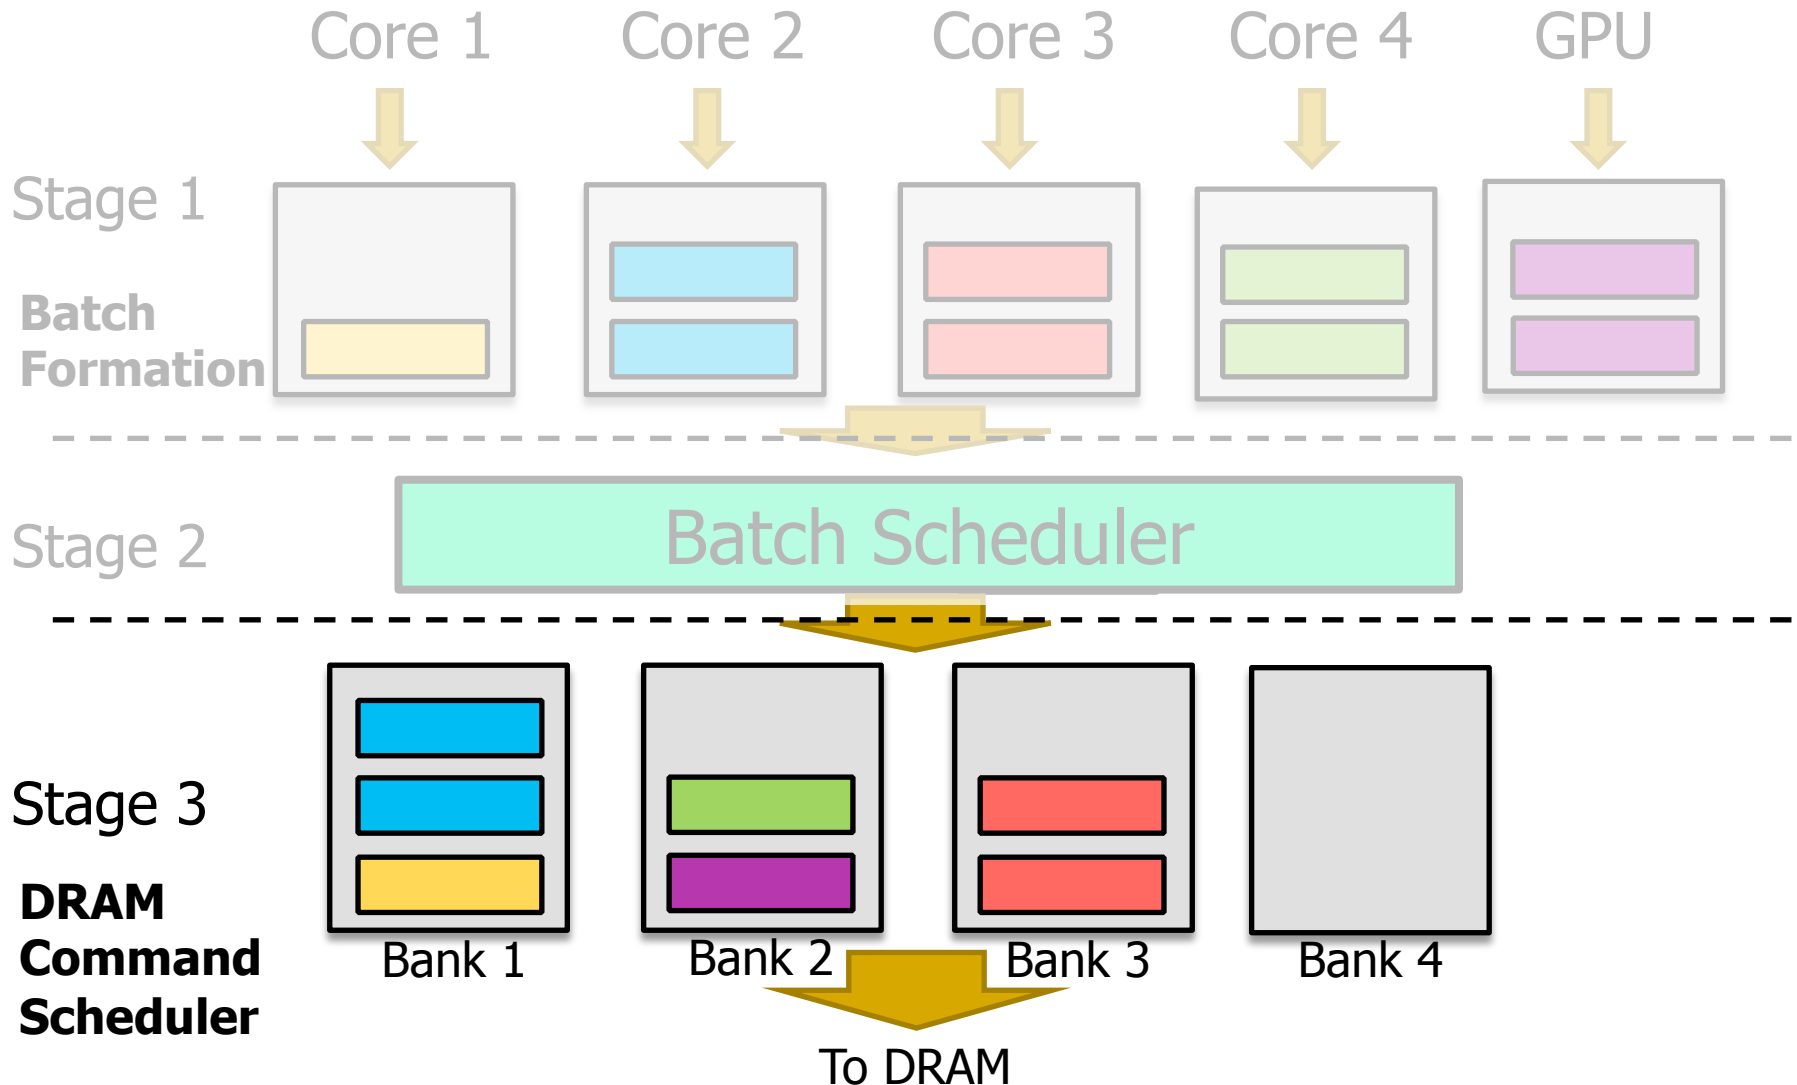 Core 1
Core 2
Core 3
Core 4
GPU
Stage 1
Batch
Formation
Stage 2
Batch Scheduler
Stage 3
DRAM
Command
Scheduler
Bank 1
Bank 2
Bank 3
Bank 4
To DRAM